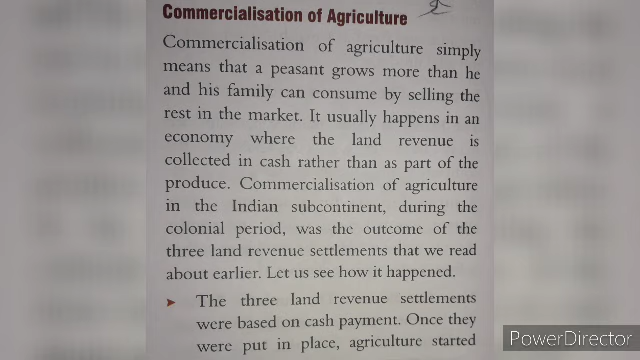 Commercialisation of Agriculture
Commercialisation of agriculture simply
means that a peasant grows more than he
and his family can consume by selling the
rest in the market. It usually happens in an
economy where the land revenue is
collected in cash rather than as part of the
produce. Commercialisation of agriculture
in the Indian subcontinent, during the
colonial period, was the outcome of the
three land revenue settlements that we read
about earlier. Let us see how it happened.
➤ The three land revenue settlements
were based on cash payment. Once they
were put in place, agriculture started
PowerDirector